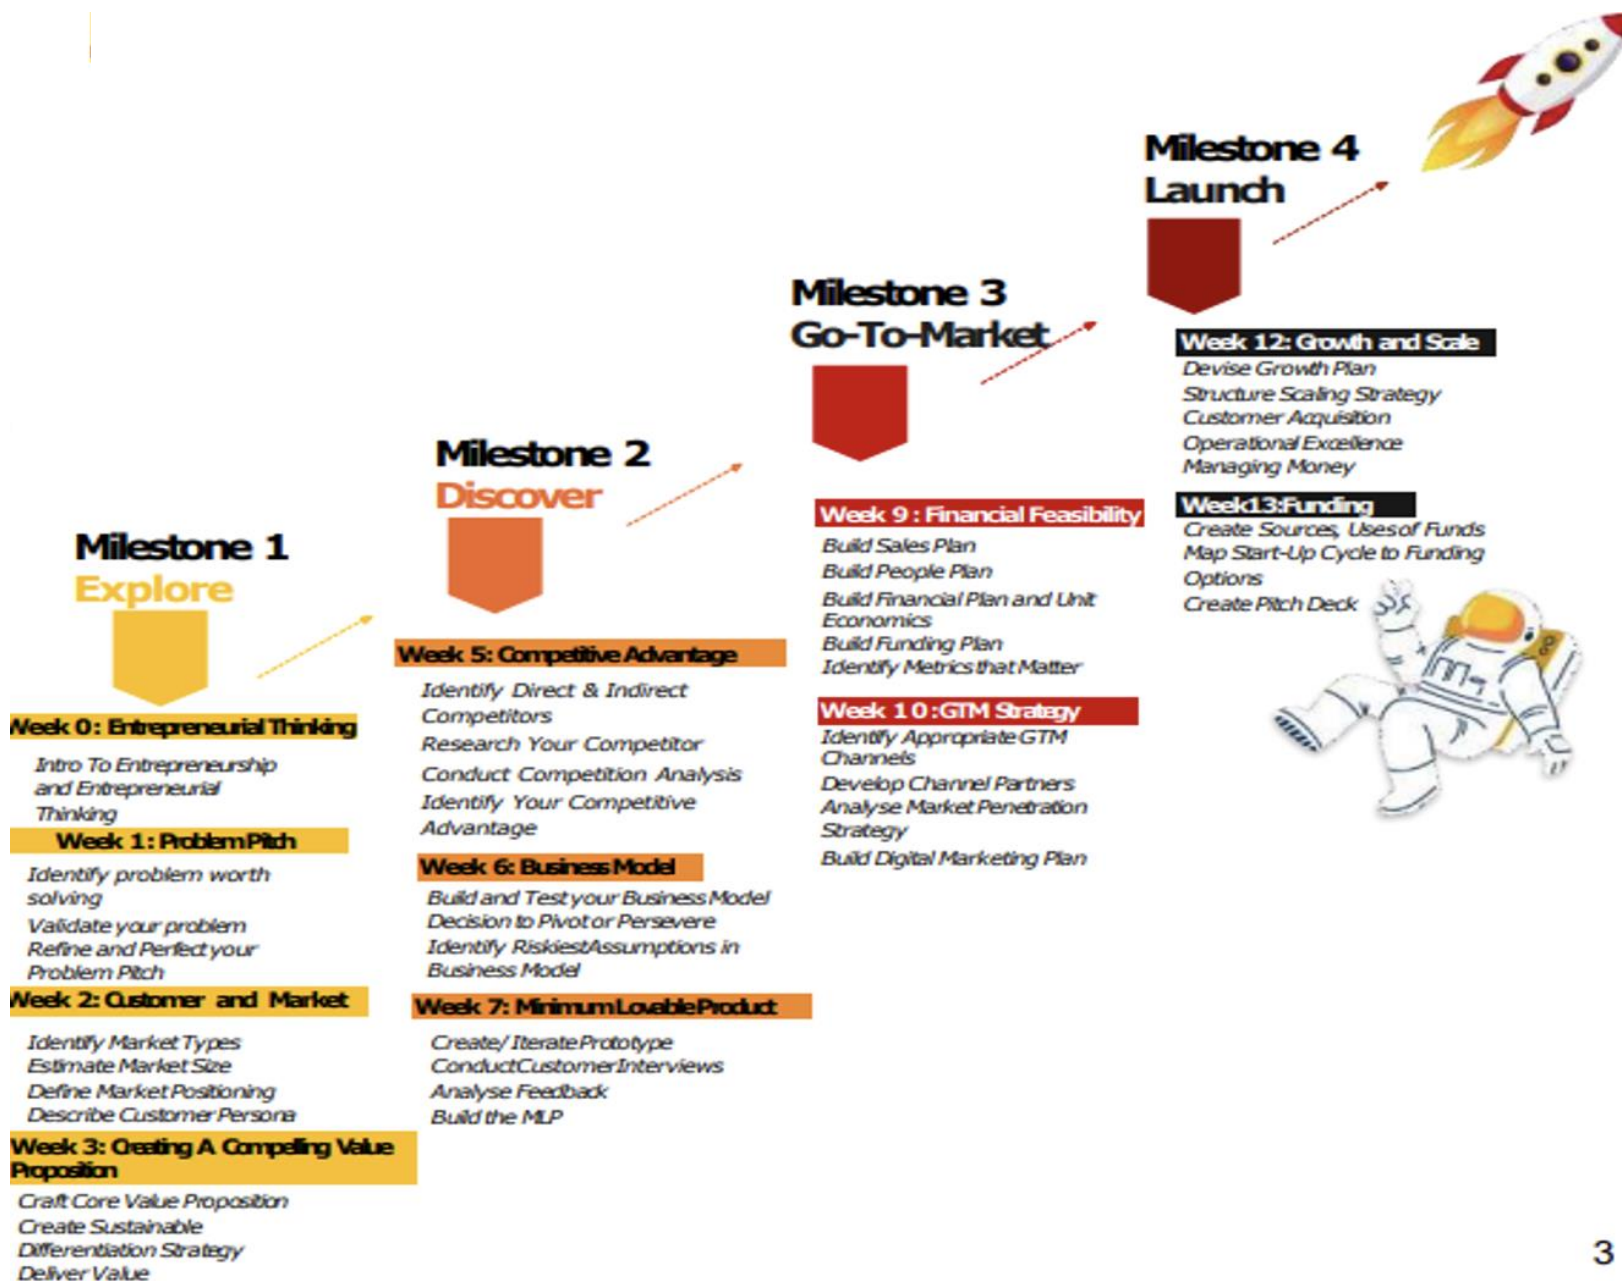 Milestone 1
Explore
Week 0: Entrepreneurial Thinking
Intro To Entrepreneurship
and Entrepreneurial
Thinking
Week 1: Problem Pitch
Identify problem worth
solving
Validate your problem
Refine and Perfect your
Problem Pitch
Week 2: Customer and Market
Identify Market Types
Estimate Market Size
Define Market Positioning
Describe Customer Persona
Week 3: Creating A Compelling Value
Proposition
Craft Core Value Proposition
Create Sustainable
Differentiation Strategy
Deliver Value
Milestone 2
Discover
Week 5: Competitive Advantage
Identify Direct & Indirect
Competitors
Research Your Competitor
Conduct Competition Analysis
Identify Your Competitive
Advantage
Week 6: Business Model
Build and Test your Business Model
Decision to Pivot or Persevere
Identify Riskiest Assumptions in
Business Model
Week 7: Minimum Lovable Product
Create/ Iterate Prototype
Conduct Customer Interviews
Analyse Feedback
Build the MLP
Milestone 3
Go-To-Market
Week 9: Financial Feasibility
Build Sales Plan
Build People Plan
Build Financial Plan and Unit
Economics
Build Funding Plan
Identify Metrics that Matter
Week 10: GTM Strategy
Identify Appropriate GTM
Channels
Develop Channel Partners
Analyse Market Penetration
Strategy
Build Digital Marketing Plan
Milestone 4
Launch
Week 12: Growth and Scale
Devise Growth Plan
Structure Scaling Strategy
Customer Acquisition
Operational Excellence
Managing Money
Week13:Funding
Create Sources, Uses of Funds
Map Start-Up Cycle to Funding
Options
Create Pitch Deck
3